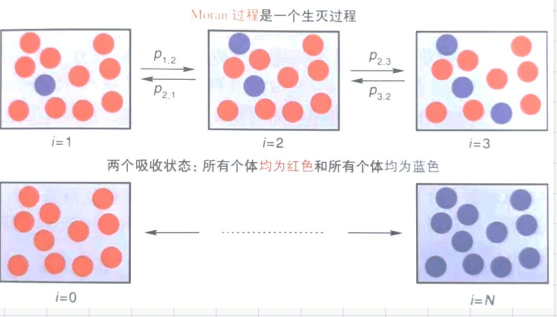 Moran 过程是一个生灭过程
p1,2
p2,1
p2,3
p3,2
i=1
i=2
i=3
两个吸收状态：所有个体均为红色和所有个体均为蓝色
i=0
i=N